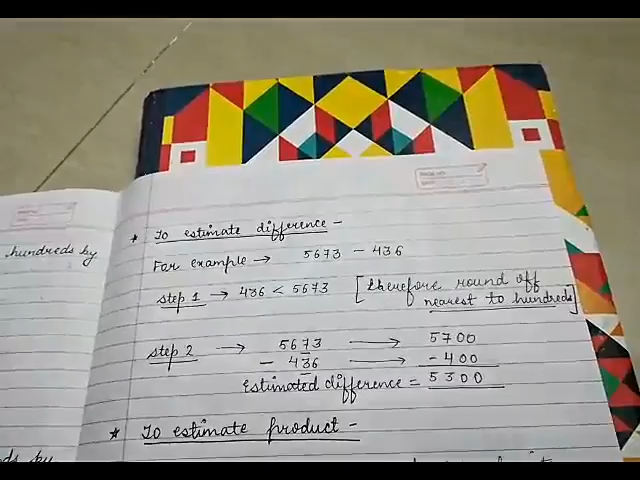 hundreds by
* To estimate difference -
For example → 5673 - 436
Step 1 → 436 < 5673 [therefore round off
nearest to hundreds]
Step 2 → 5673 → 5700
- 436 → - 400
Estimated difference = 5300
* To estimate product -